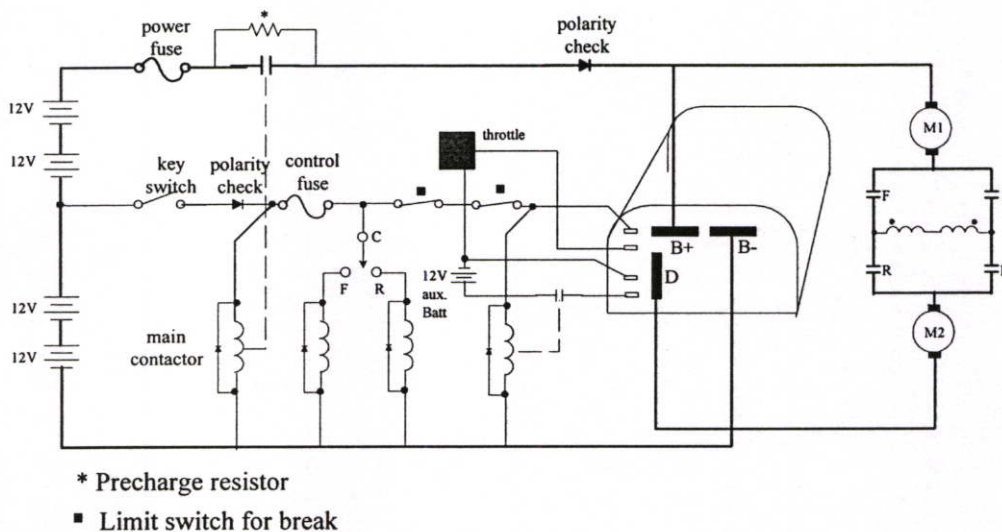 *
power
fuse
polarity
check
12V
12V
key
switch
polarity
check
control
fuse
throttle
M1
F
C
B+
B-
D
F
R
12V
aux.
Batt
R
12V
12V
main
contactor
M2
* Precharge resistor
■ Limit switch for break